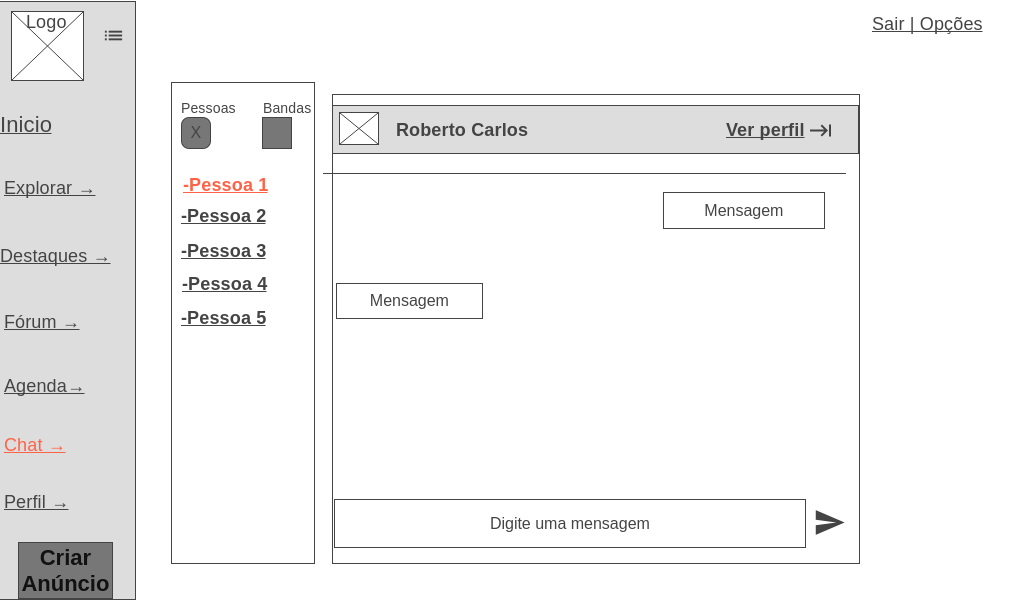 Logo
Sair | Opções
Inicio
Explorar →
Destaques →
Fórum →
Agenda→
Chat →
Perfil →
Criar
Anúncio
Pessoas Bandas
X
-Pessoa 1
-Pessoa 2
-Pessoa 3
-Pessoa 4
-Pessoa 5
Roberto Carlos Ver perfil
Mensagem
Mensagem
Digite uma mensagem